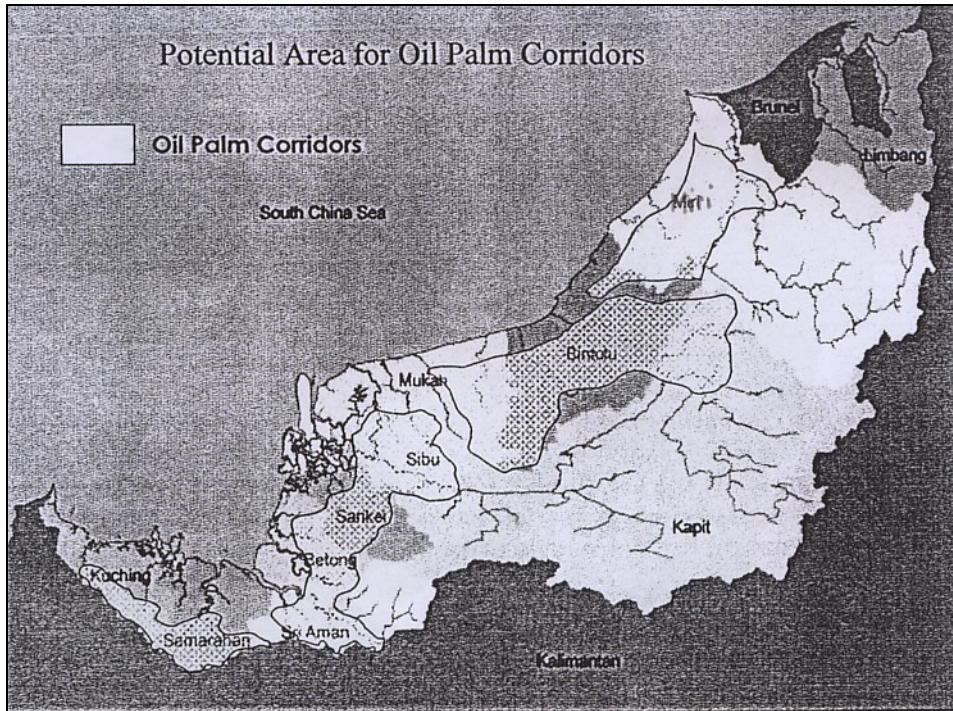 Potential Area for Oil Palm Corridors
Oil Palm Corridors
Brunei
Limbang
South China Sea
Miri
Bintulu
Mukah
Sibu
Sarikei
Kapit
Betong
Kuching
Sri Aman
Samarahan
Kalimantan